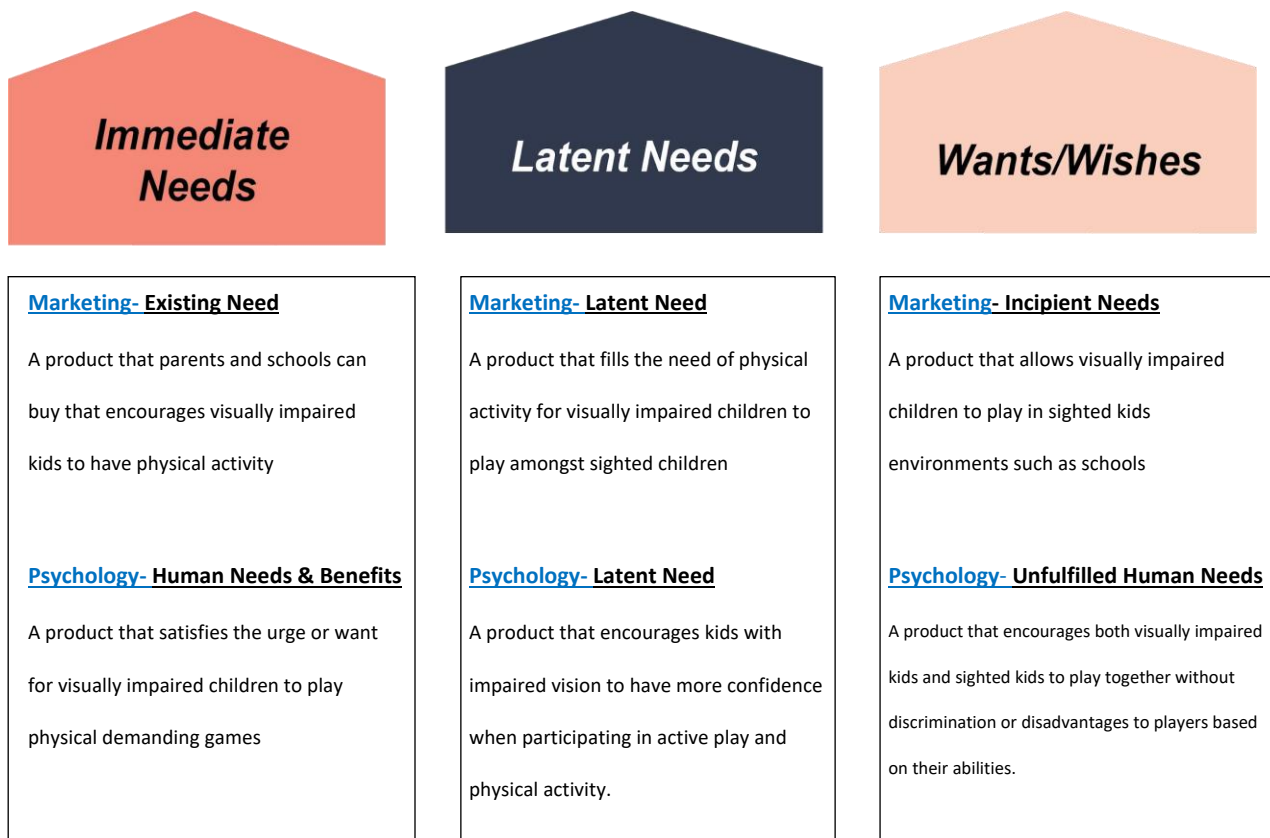 Immediate
Needs
Latent Needs
Wants/Wishes
Marketing- Existing Need
A product that parents and schools can
buy that encourages visually impaired
kids to have physical activity
Psychology- Human Needs & Benefits
A product that satisfies the urge or want
for visually impaired children to play
physical demanding games
Marketing- Latent Need
A product that fills the need of physical
activity for visually impaired children to
play amongst sighted children
Psychology- Latent Need
A product that encourages kids with
impaired vision to have more confidence
when participating in active play and
physical activity.
Marketing- Incipient Needs
A product that allows visually impaired
children to play in sighted kids
environments such as schools
Psychology- Unfulfilled Human Needs
A product that encourages both visually impaired
kids and sighted kids to play together without
discrimination or disadvantages to players based
on their abilities.